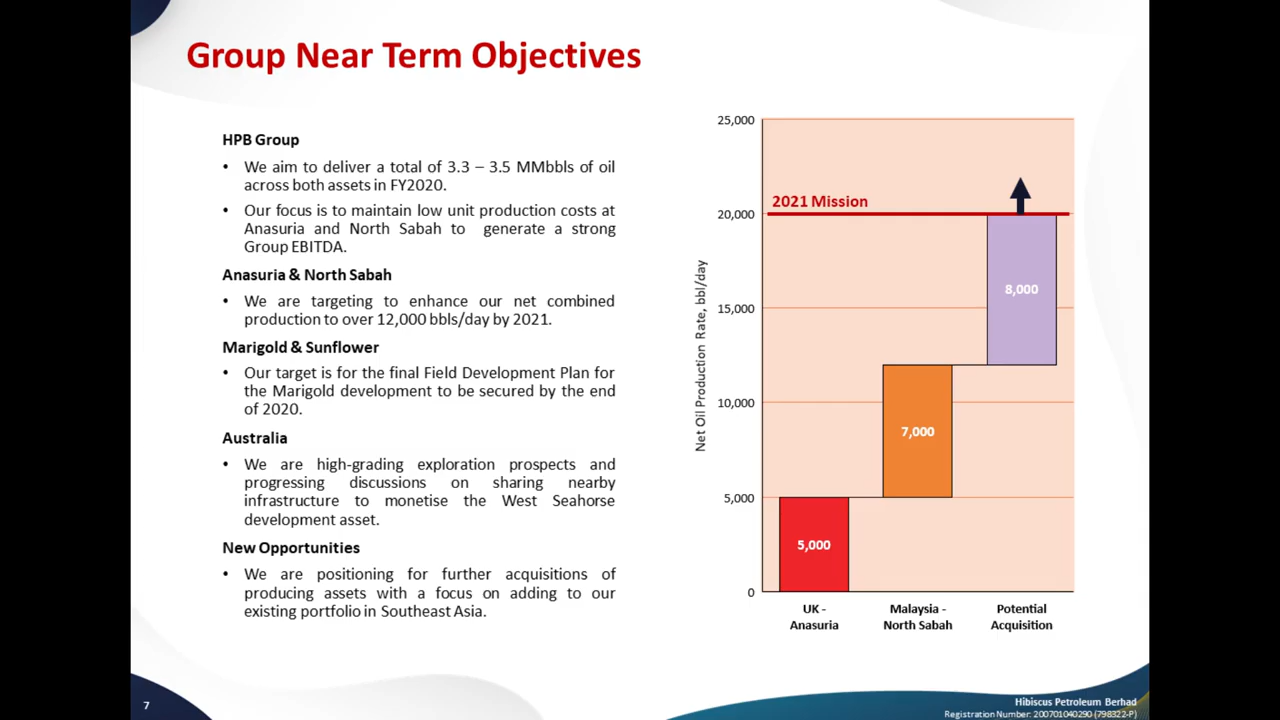 Group Near Term Objectives
HPB Group
• We aim to deliver a total of 3.3 – 3.5 MMbbls of oil
across both assets in FY2020.
• Our focus is to maintain low unit production costs at
Anasuria and North Sabah to generate a strong
Group EBITDA.
Anasuria & North Sabah
• We are targeting to enhance our net combined
production to over 12,000 bbls/day by 2021.
Marigold & Sunflower
• Our target is for the final Field Development Plan for
the Marigold development to be secured by the end
of 2020.
Australia
• We are high-grading exploration prospects and
progressing discussions on sharing nearby
infrastructure to monetise the West Seahorse
development asset.
New Opportunities
• We are positioning for further acquisitions of
producing assets with a focus on adding to our
existing portfolio in Southeast Asia.
Net Oil Production Rate, bbl/day
25,000
20,000
15,000
10,000
5,000
0
2021 Mission
5,000
7,000
8,000
UK -
Anasuria
Malaysia -
North Sabah
Potential
Acquisition
7
Hibiscus Petroleum Berhad
Registration Number: 200701040290 (798322-P)